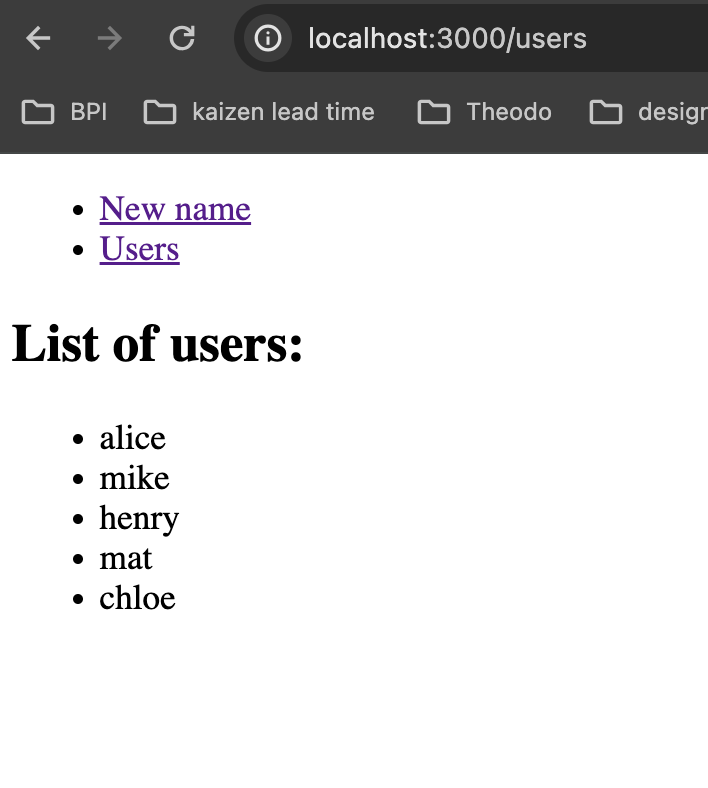 localhost:3000/users
BPI kaizen lead time Theodo
New name
Users
List of users:
alice
mike
henry
mat
chloe